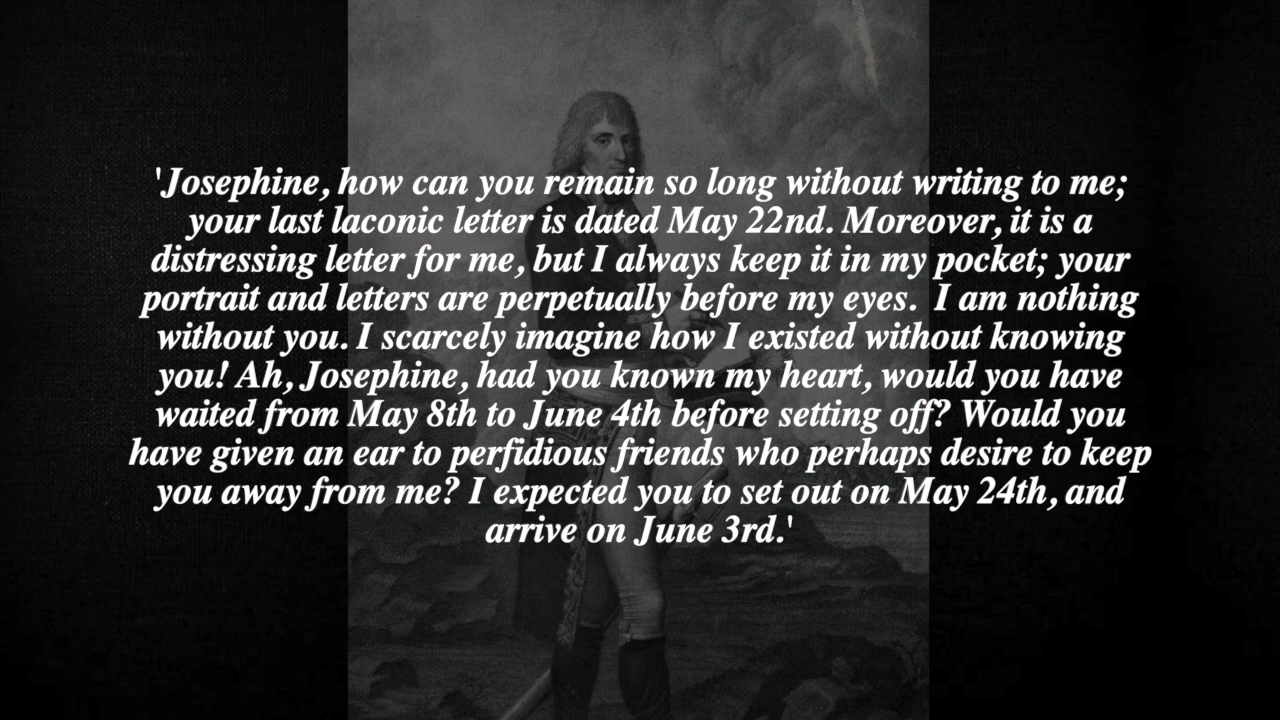 'Josephine, how can you remain so long without writing to me;
your last laconic letter is dated May 22nd. Moreover, it is a
distressing letter for me, but I always keep it in my pocket; your
portrait and letters are perpetually before my eyes.  I am nothing
without you. I scarcely imagine how I existed without knowing
you! Ah, Josephine, had you known my heart, would you have
waited from May 8th to June 4th before setting off? Would you
have given an ear to perfidious friends who perhaps desire to keep
you away from me? I expected you to set out on May 24th, and
arrive on June 3rd.'